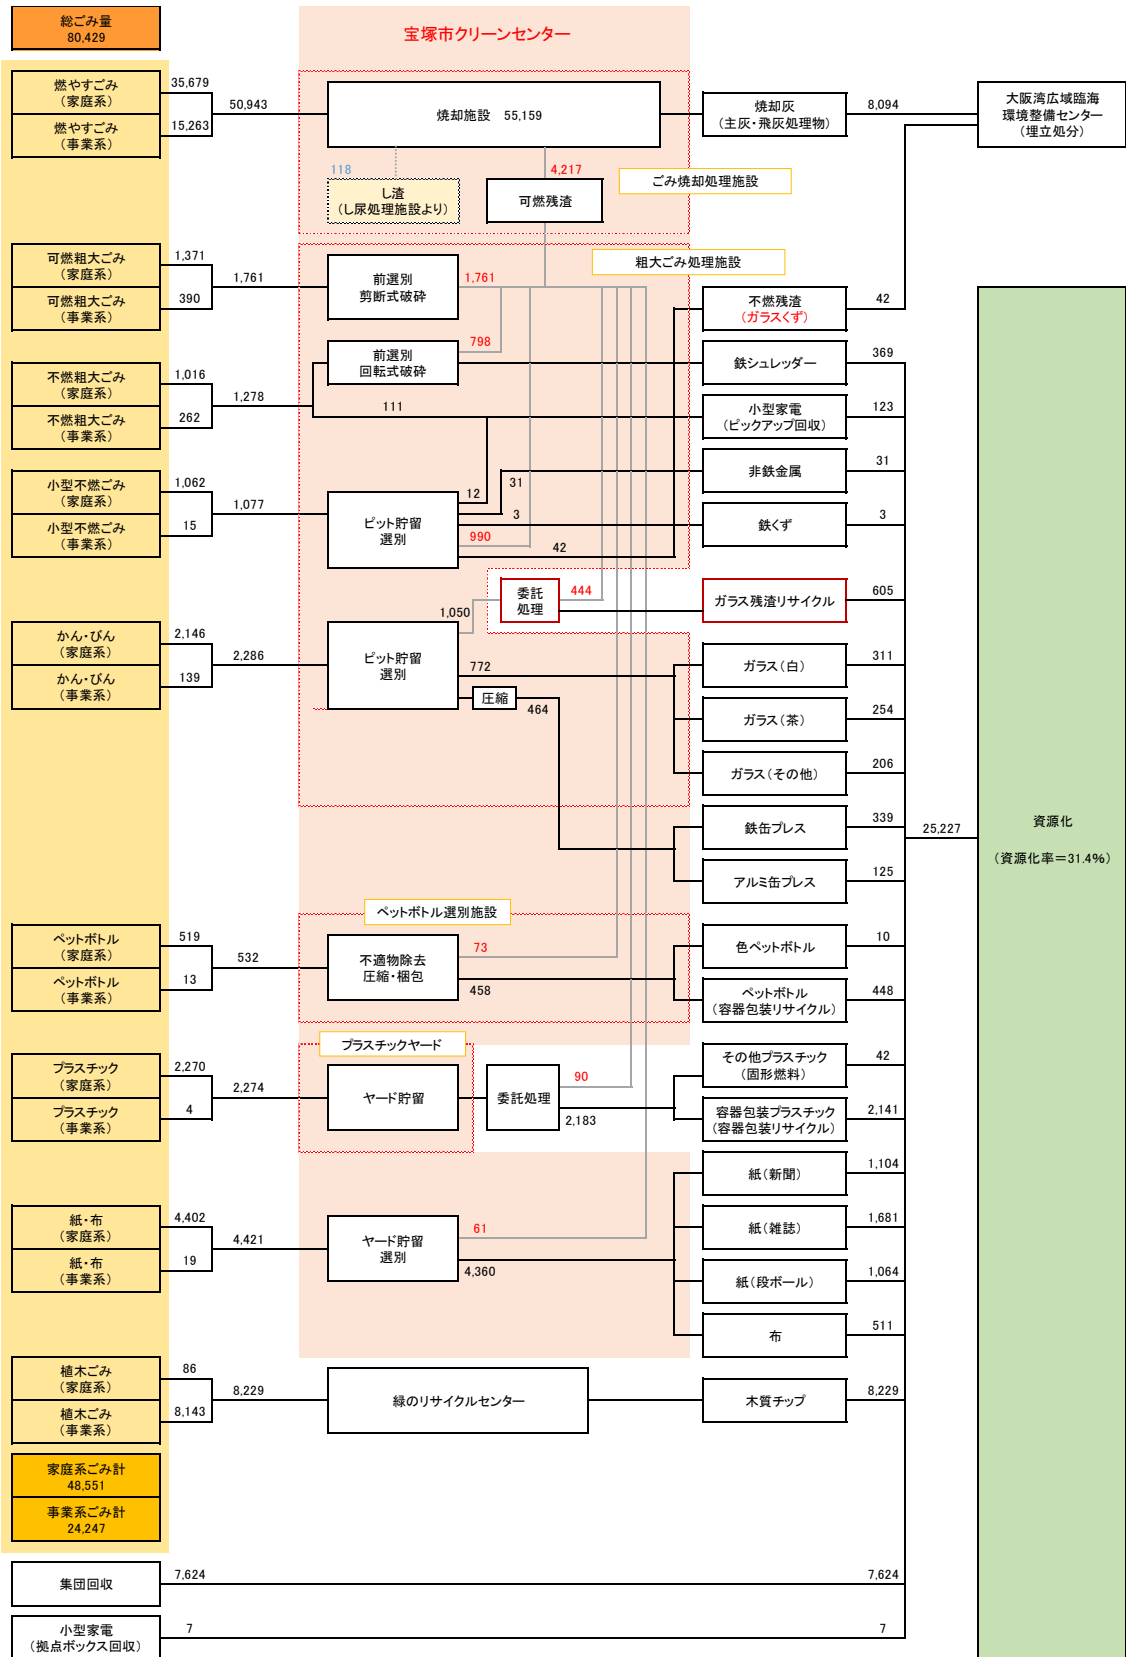 総ごみ量
80,429
宝塚市クリーンセンター
燃やすごみ
(家庭系)
35,679
燃やすごみ
(事業系)
15,263
50,943
焼却施設 55,159
焼却灰
(主灰・飛灰処理物)
8,094
大阪湾広域臨海
環境整備センター
(埋立処分)
118
し渣
(し尿処理施設より)
4,217
可燃残渣
ごみ焼却処理施設
可燃粗大ごみ
(家庭系)
1,371
可燃粗大ごみ
(事業系)
390
1,761
前選別
剪断式破砕
1,761
粗大ごみ処理施設
不燃残渣
(ガラスくず)
42
前選別
回転式破砕
798
鉄シュレッダー
369
不燃粗大ごみ
(家庭系)
1,016
不燃粗大ごみ
(事業系)
262
1,278
111
小型家電
(ピックアップ回収)
123
非鉄金属
31
小型不燃ごみ
(家庭系)
1,062
小型不燃ごみ
(事業系)
15
1,077
ピット貯留
選別
12
31
3
990
42
鉄くず
3
委託
処理
444
ガラス残渣リサイクル
605
1,050
かん・びん
(家庭系)
2,146
かん・びん
(事業系)
139
2,286
ピット貯留
選別
772
圧縮
464
ガラス(白)
311
ガラス(茶)
254
ガラス(その他)
206
鉄缶プレス
339
アルミ缶プレス
125
25,227
資源化
(資源化率=31.4%)
ペットボトル選別施設
ペットボトル
(家庭系)
519
ペットボトル
(事業系)
13
532
不適物除去
圧縮・梱包
73
458
色ペットボトル
10
ペットボトル
(容器包装リサイクル)
448
プラスチックヤード
プラスチック
(家庭系)
2,270
プラスチック
(事業系)
4
2,274
ヤード貯留
委託処理
90
2,183
その他プラスチック
(固形燃料)
42
容器包装プラスチック
(容器包装リサイクル)
2,141
紙・布
(家庭系)
4,402
紙・布
(事業系)
19
4,421
ヤード貯留
選別
61
4,360
紙(新聞)
1,104
紙(雑誌)
1,681
紙(段ボール)
1,064
布
511
植木ごみ
(家庭系)
86
植木ごみ
(事業系)
8,143
8,229
緑のリサイクルセンター
木質チップ
8,229
家庭系ごみ計
48,551
事業系ごみ計
24,247
集団回収
7,624
7,624
小型家電
(拠点ボックス回収)
7
7